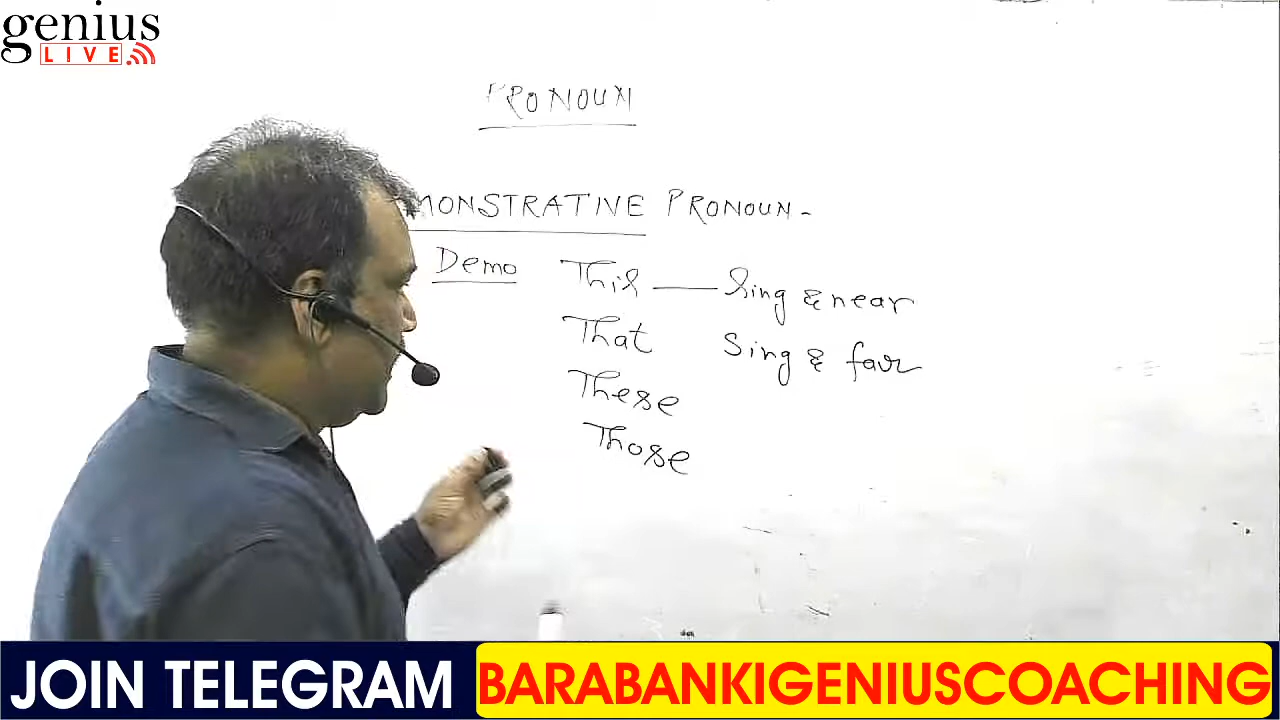 genius
LIVE
PRONOUN
MONSTRATIVE PRONOUN -
Demo This — Sing & near
That Sing & far
These
Those
JOIN TELEGRAM BARABANKIGENIUSCOACHING